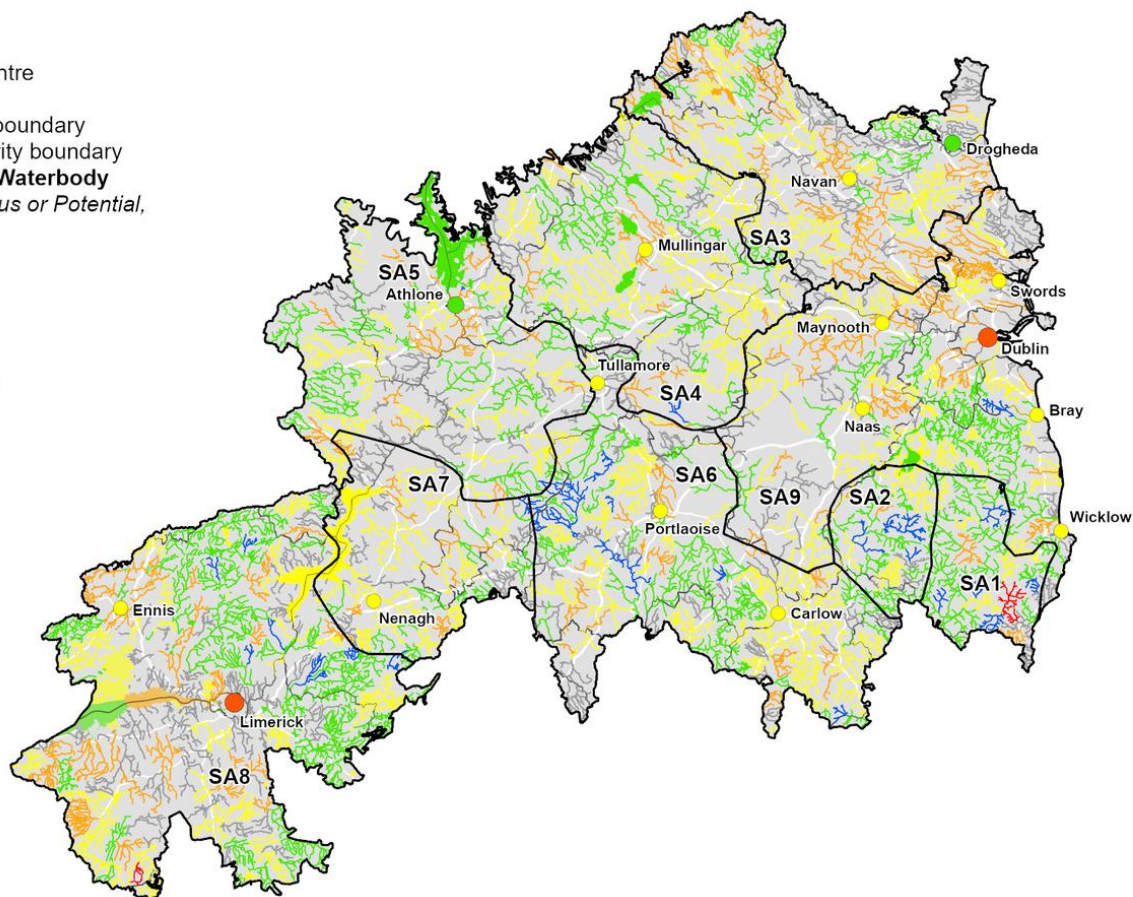 ntre
boundary
rity boundary
Waterbody
us or Potential,
Drogheda
Navan
SA3
Mullingar
SA5
Athlone
Swords
Maynooth
Dublin
Tullamore
SA4
Naas
Bray
SA7
SA6
SA9
SA2
Portlaoise
Wicklow
SA1
Ennis
Nenagh
Carlow
Limerick
SA8